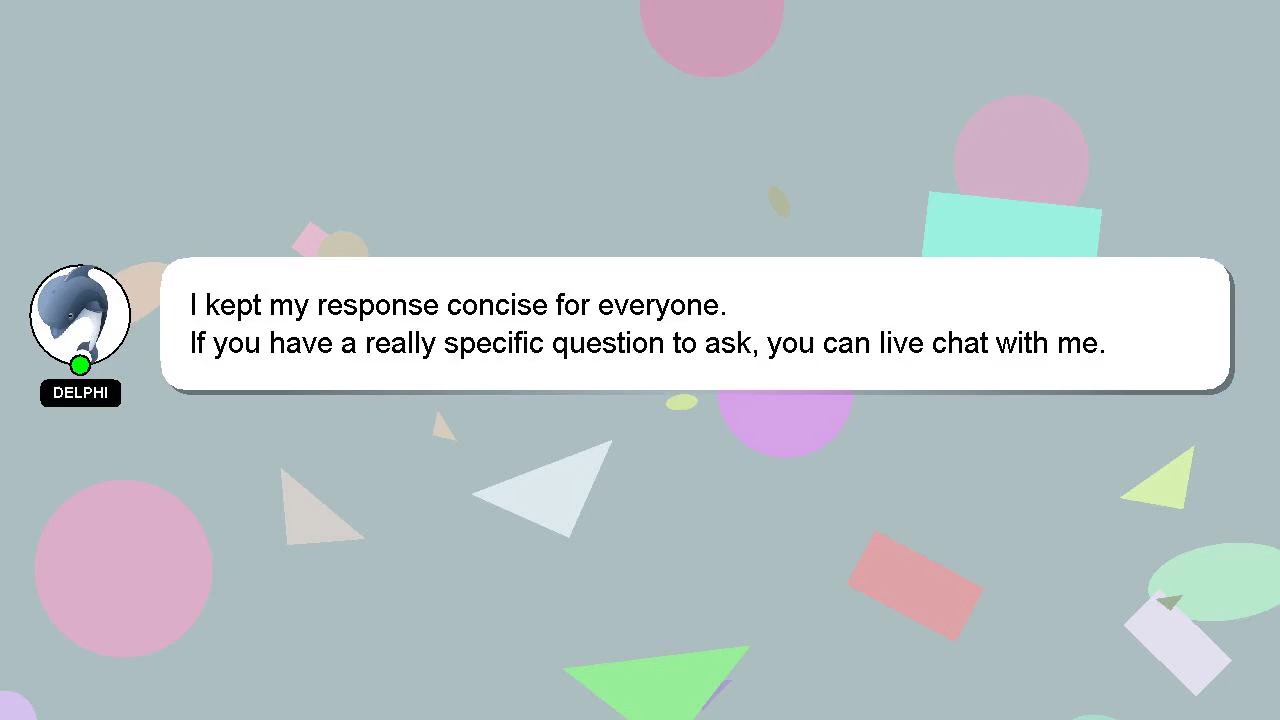 I kept my response concise for everyone.
If you have a really specific question to ask, you can live chat with me.
DELPHI